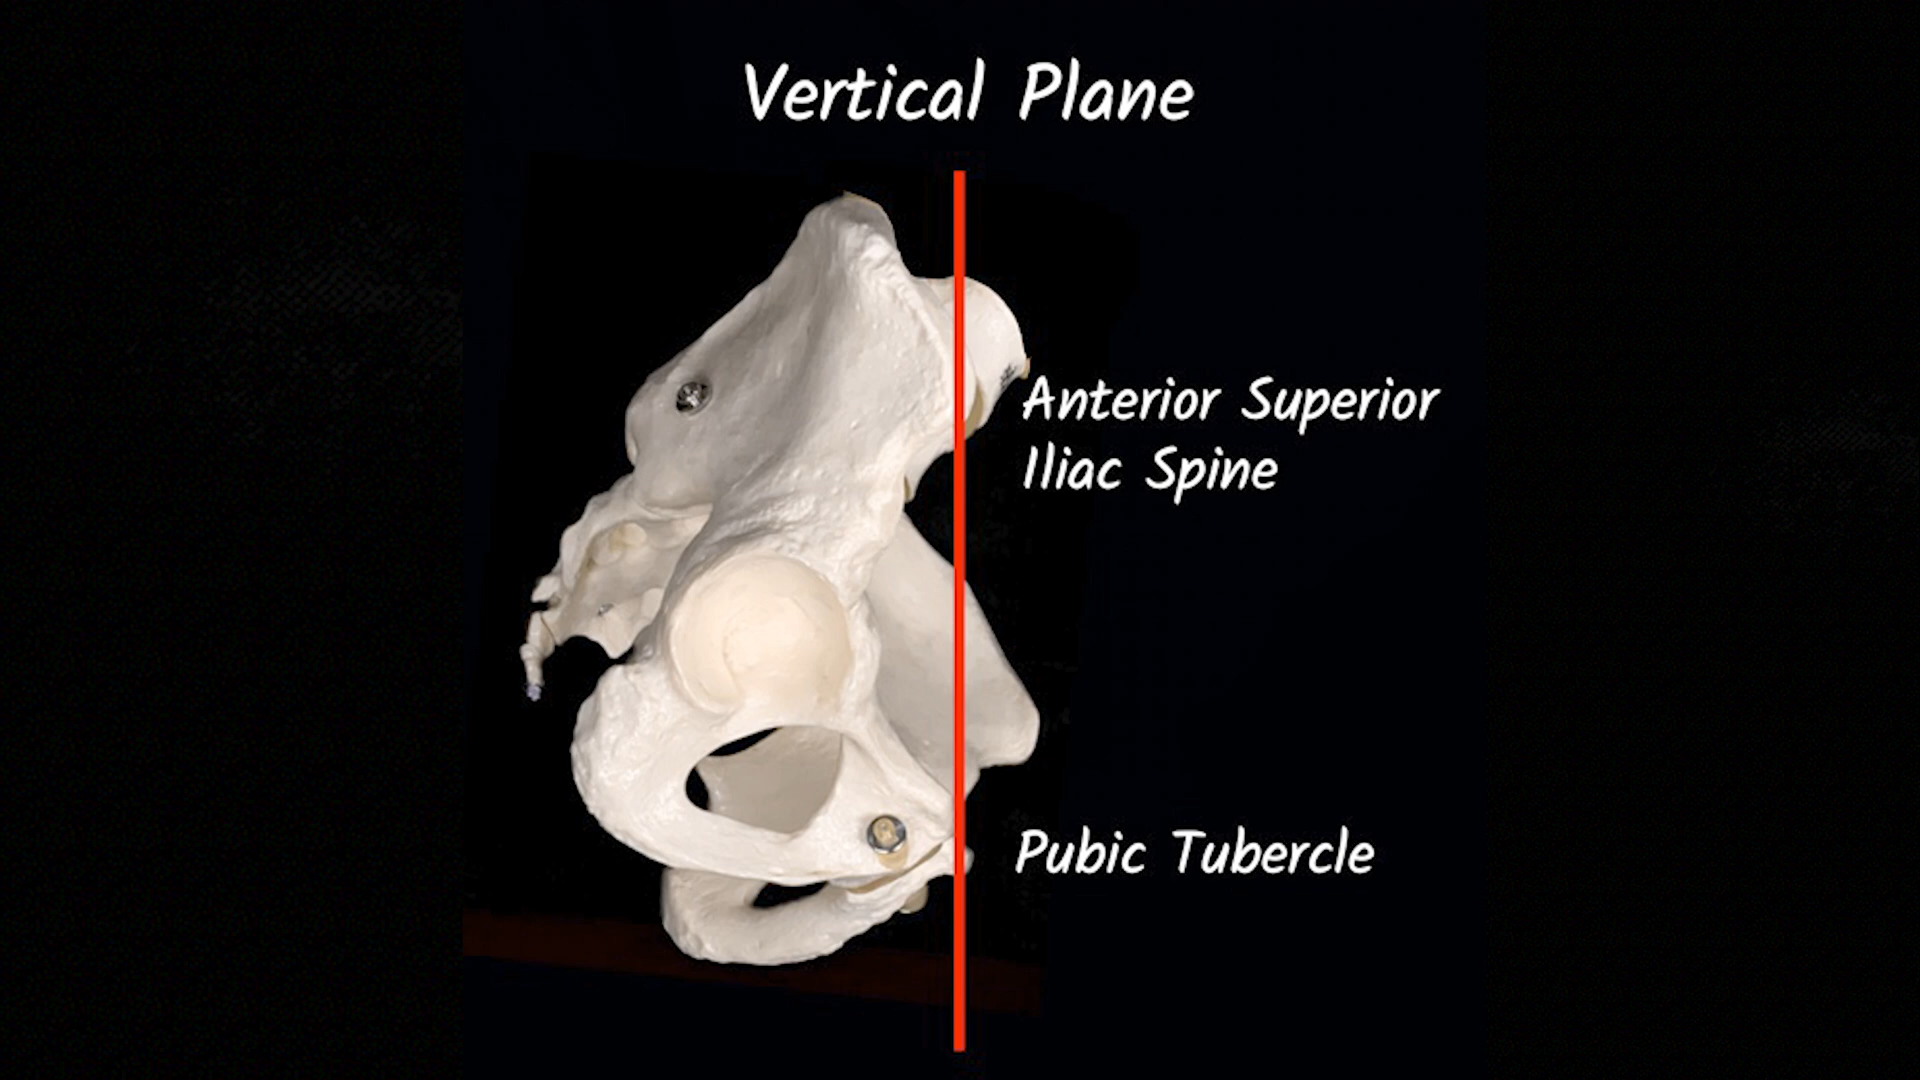 Vertical Plane
Anterior Superior
Iliac Spine
Pubic Tubercle